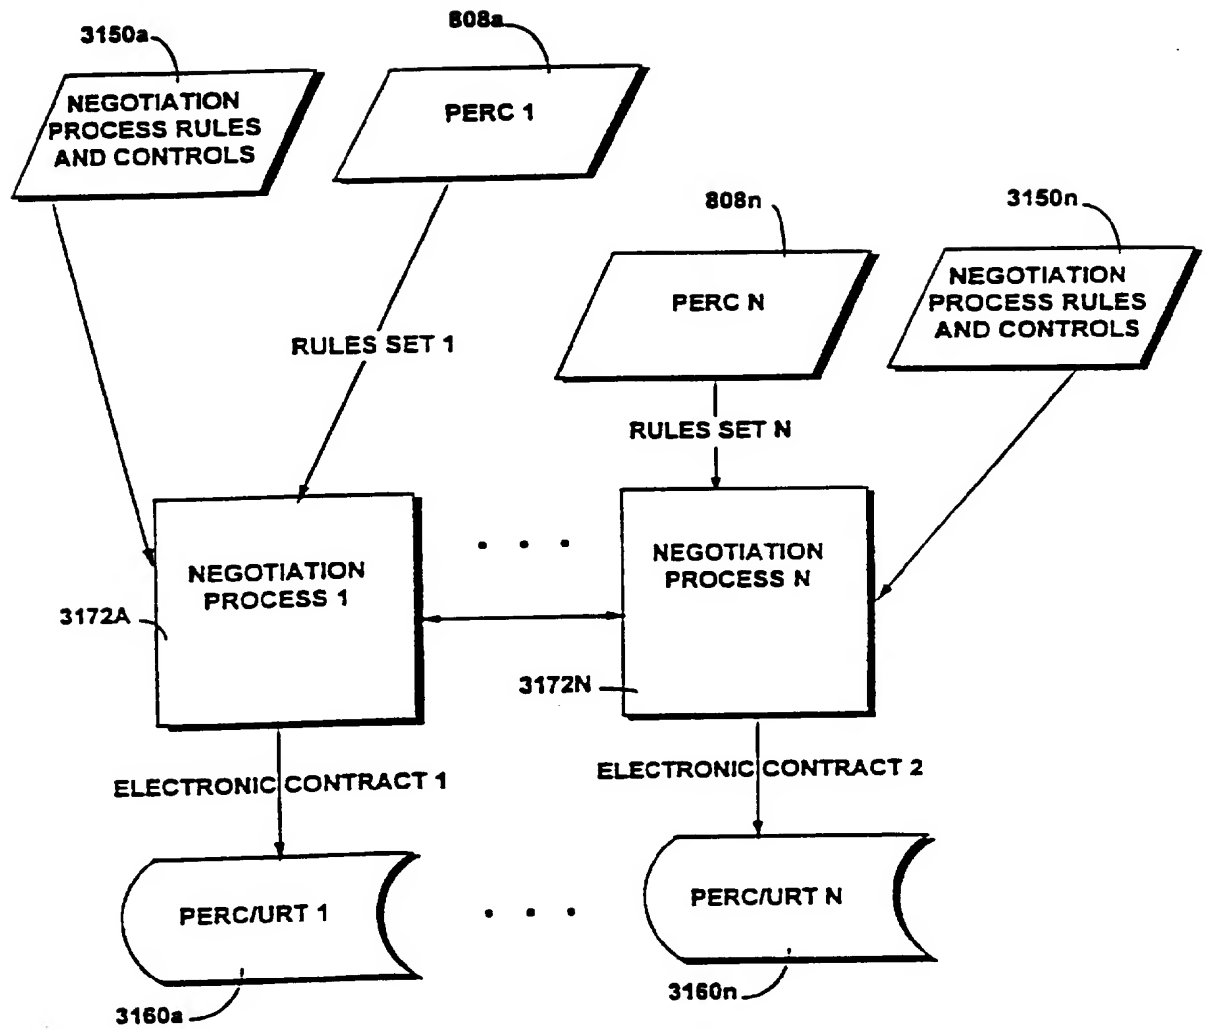 3150a
808a
NEGOTIATION
PROCESS RULES
AND CONTROLS
PERC 1
808n
3150n
PERC N
NEGOTIATION
PROCESS RULES
AND CONTROLS
RULES SET 1
RULES SET N
NEGOTIATION
PROCESS 1
NEGOTIATION
PROCESS N
3172A
3172N
ELECTRONIC CONTRACT 1
ELECTRONIC CONTRACT 2
PERC/URT 1
PERC/URT N
3160a
3160n